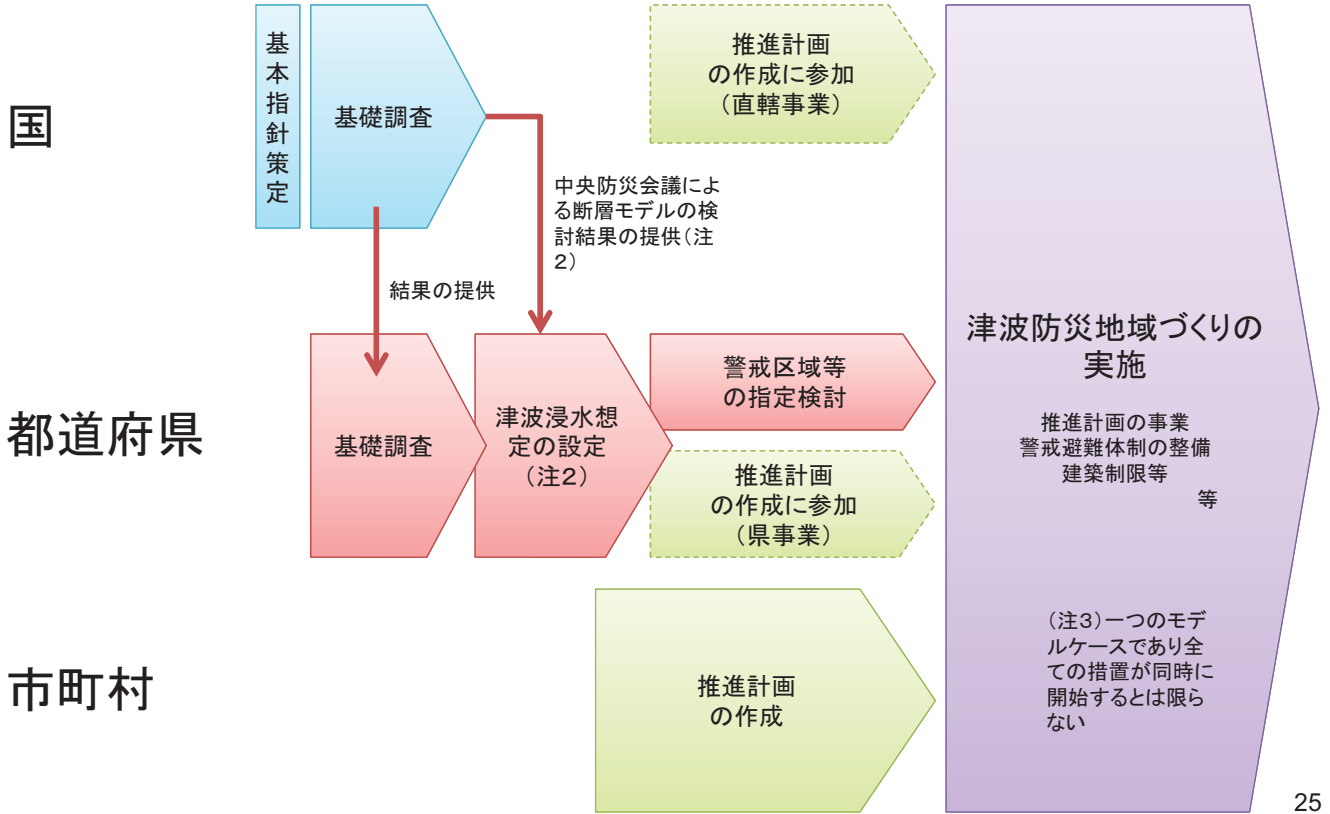 国
基
本
指
針
策
定
基礎調査
推進計画
の作成に参加
（直轄事業）
中央防災会議によ
る断層モデルの検
討結果の提供（注
２）
結果の提供
都道府県
基礎調査
津波浸水想
定の設定
（注２）
警戒区域等
の指定検討
推進計画
の作成に参加
（県事業）
市町村
推進計画
の作成
津波防災地域づくりの
実施
推進計画の事業
警戒避難体制の整備
建築制限等
等
（注３）一つのモデ
ルケースであり全
ての措置が同時に
開始するとは限ら
ない
25